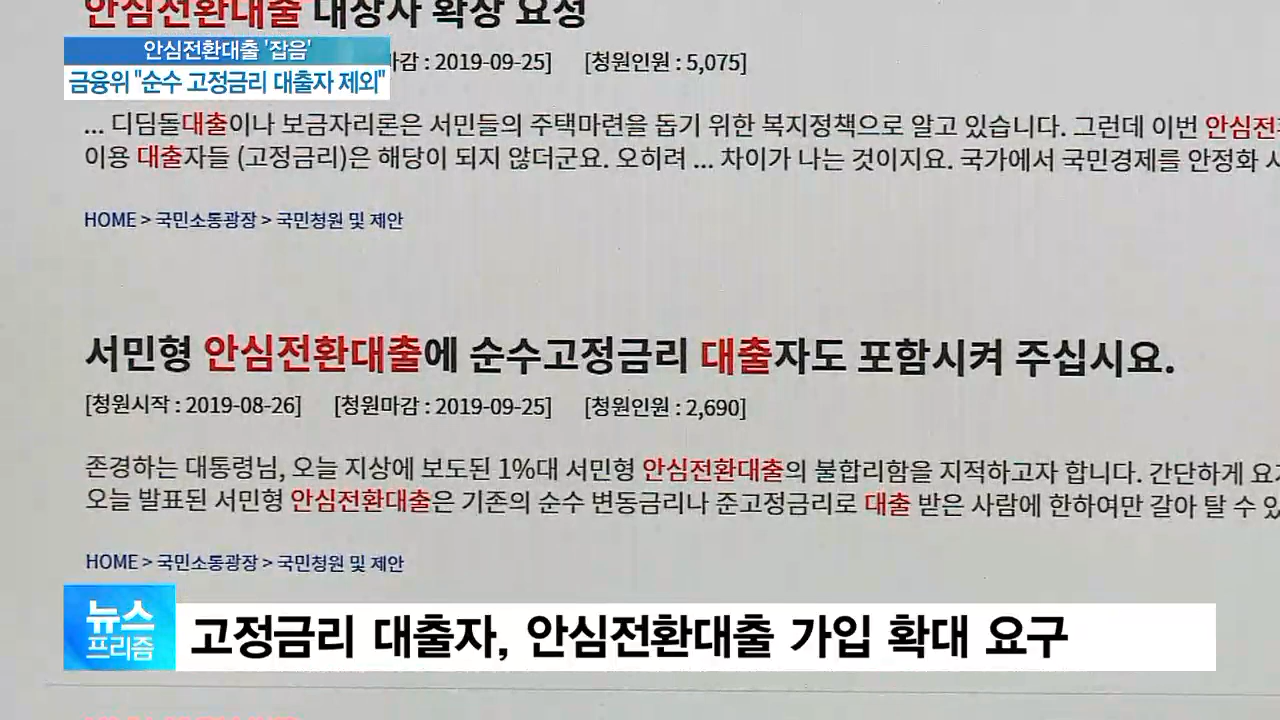 안심전환대출 대상자 확장 요청
안심전환대출 '잡음'
금융위 "순수 고정금리 대출자 제외"
마감 : 2019-09-25] [청원인원 : 5,075]
... 디딤돌대출이나 보금자리론은 서민들의 주택마련을 돕기 위한 복지정책으로 알고 있습니다. 그런데 이번 안심전
이용 대출자들 (고정금리)은 해당이 되지 않더군요. 오히려 ... 차이가 나는 것이지요. 국가에서 국민경제를 안정화
HOME > 국민소통광장 > 국민청원 및 제안
서민형 안심전환대출에 순수고정금리 대출자도 포함시켜 주십시요.
[청원시작 : 2019-08-26] [청원마감 : 2019-09-25] [청원인원 : 2,690]
존경하는 대통령님, 오늘 지상에 보도된 1%대 서민형 안심전환대출의 불합리함을 지적하고자 합니다. 간단하게
오늘 발표된 서민형 안심전환대출은 기존의 순수 변동금리나 준고정금리로 대출 받은 사람에 한하여만 갈아 탈 수
HOME > 국민소통광장 > 국민청원 및 제안
뉴스
프리즘
고정금리 대출자, 안심전환대출 가입 확대 요구